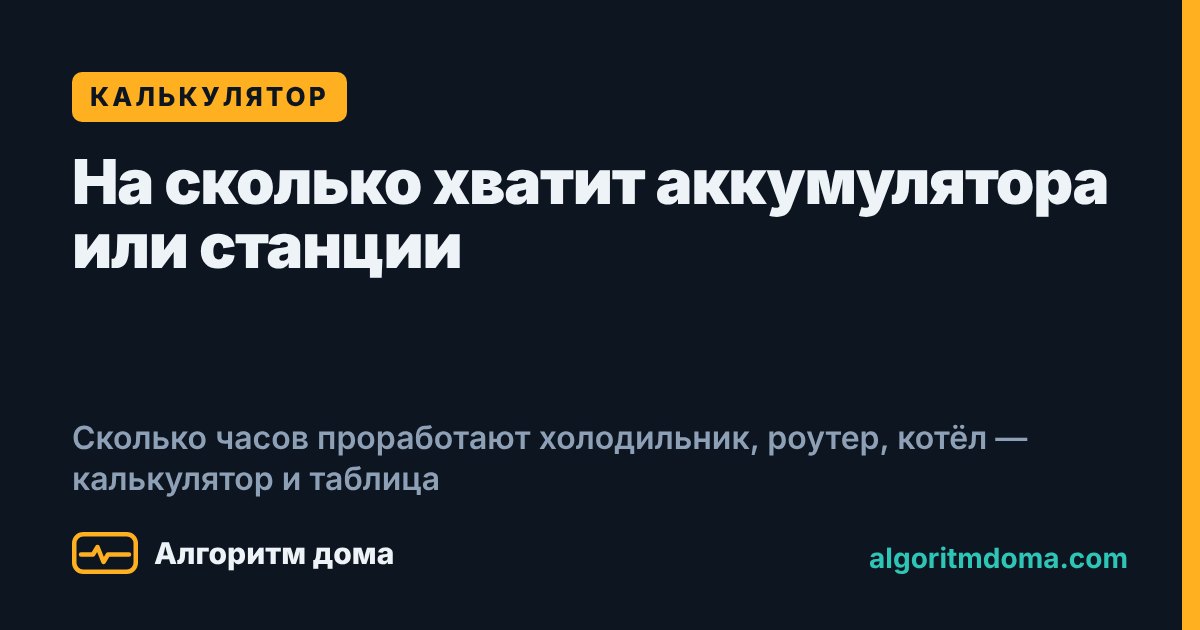 КАЛЬКУЛЯТОР
На сколько хватит аккумулятора
или станции
Сколько часов проработают холодильник, роутер, котёл —
калькулятор и таблица
Алгоритм дома
algoritmdoma.com